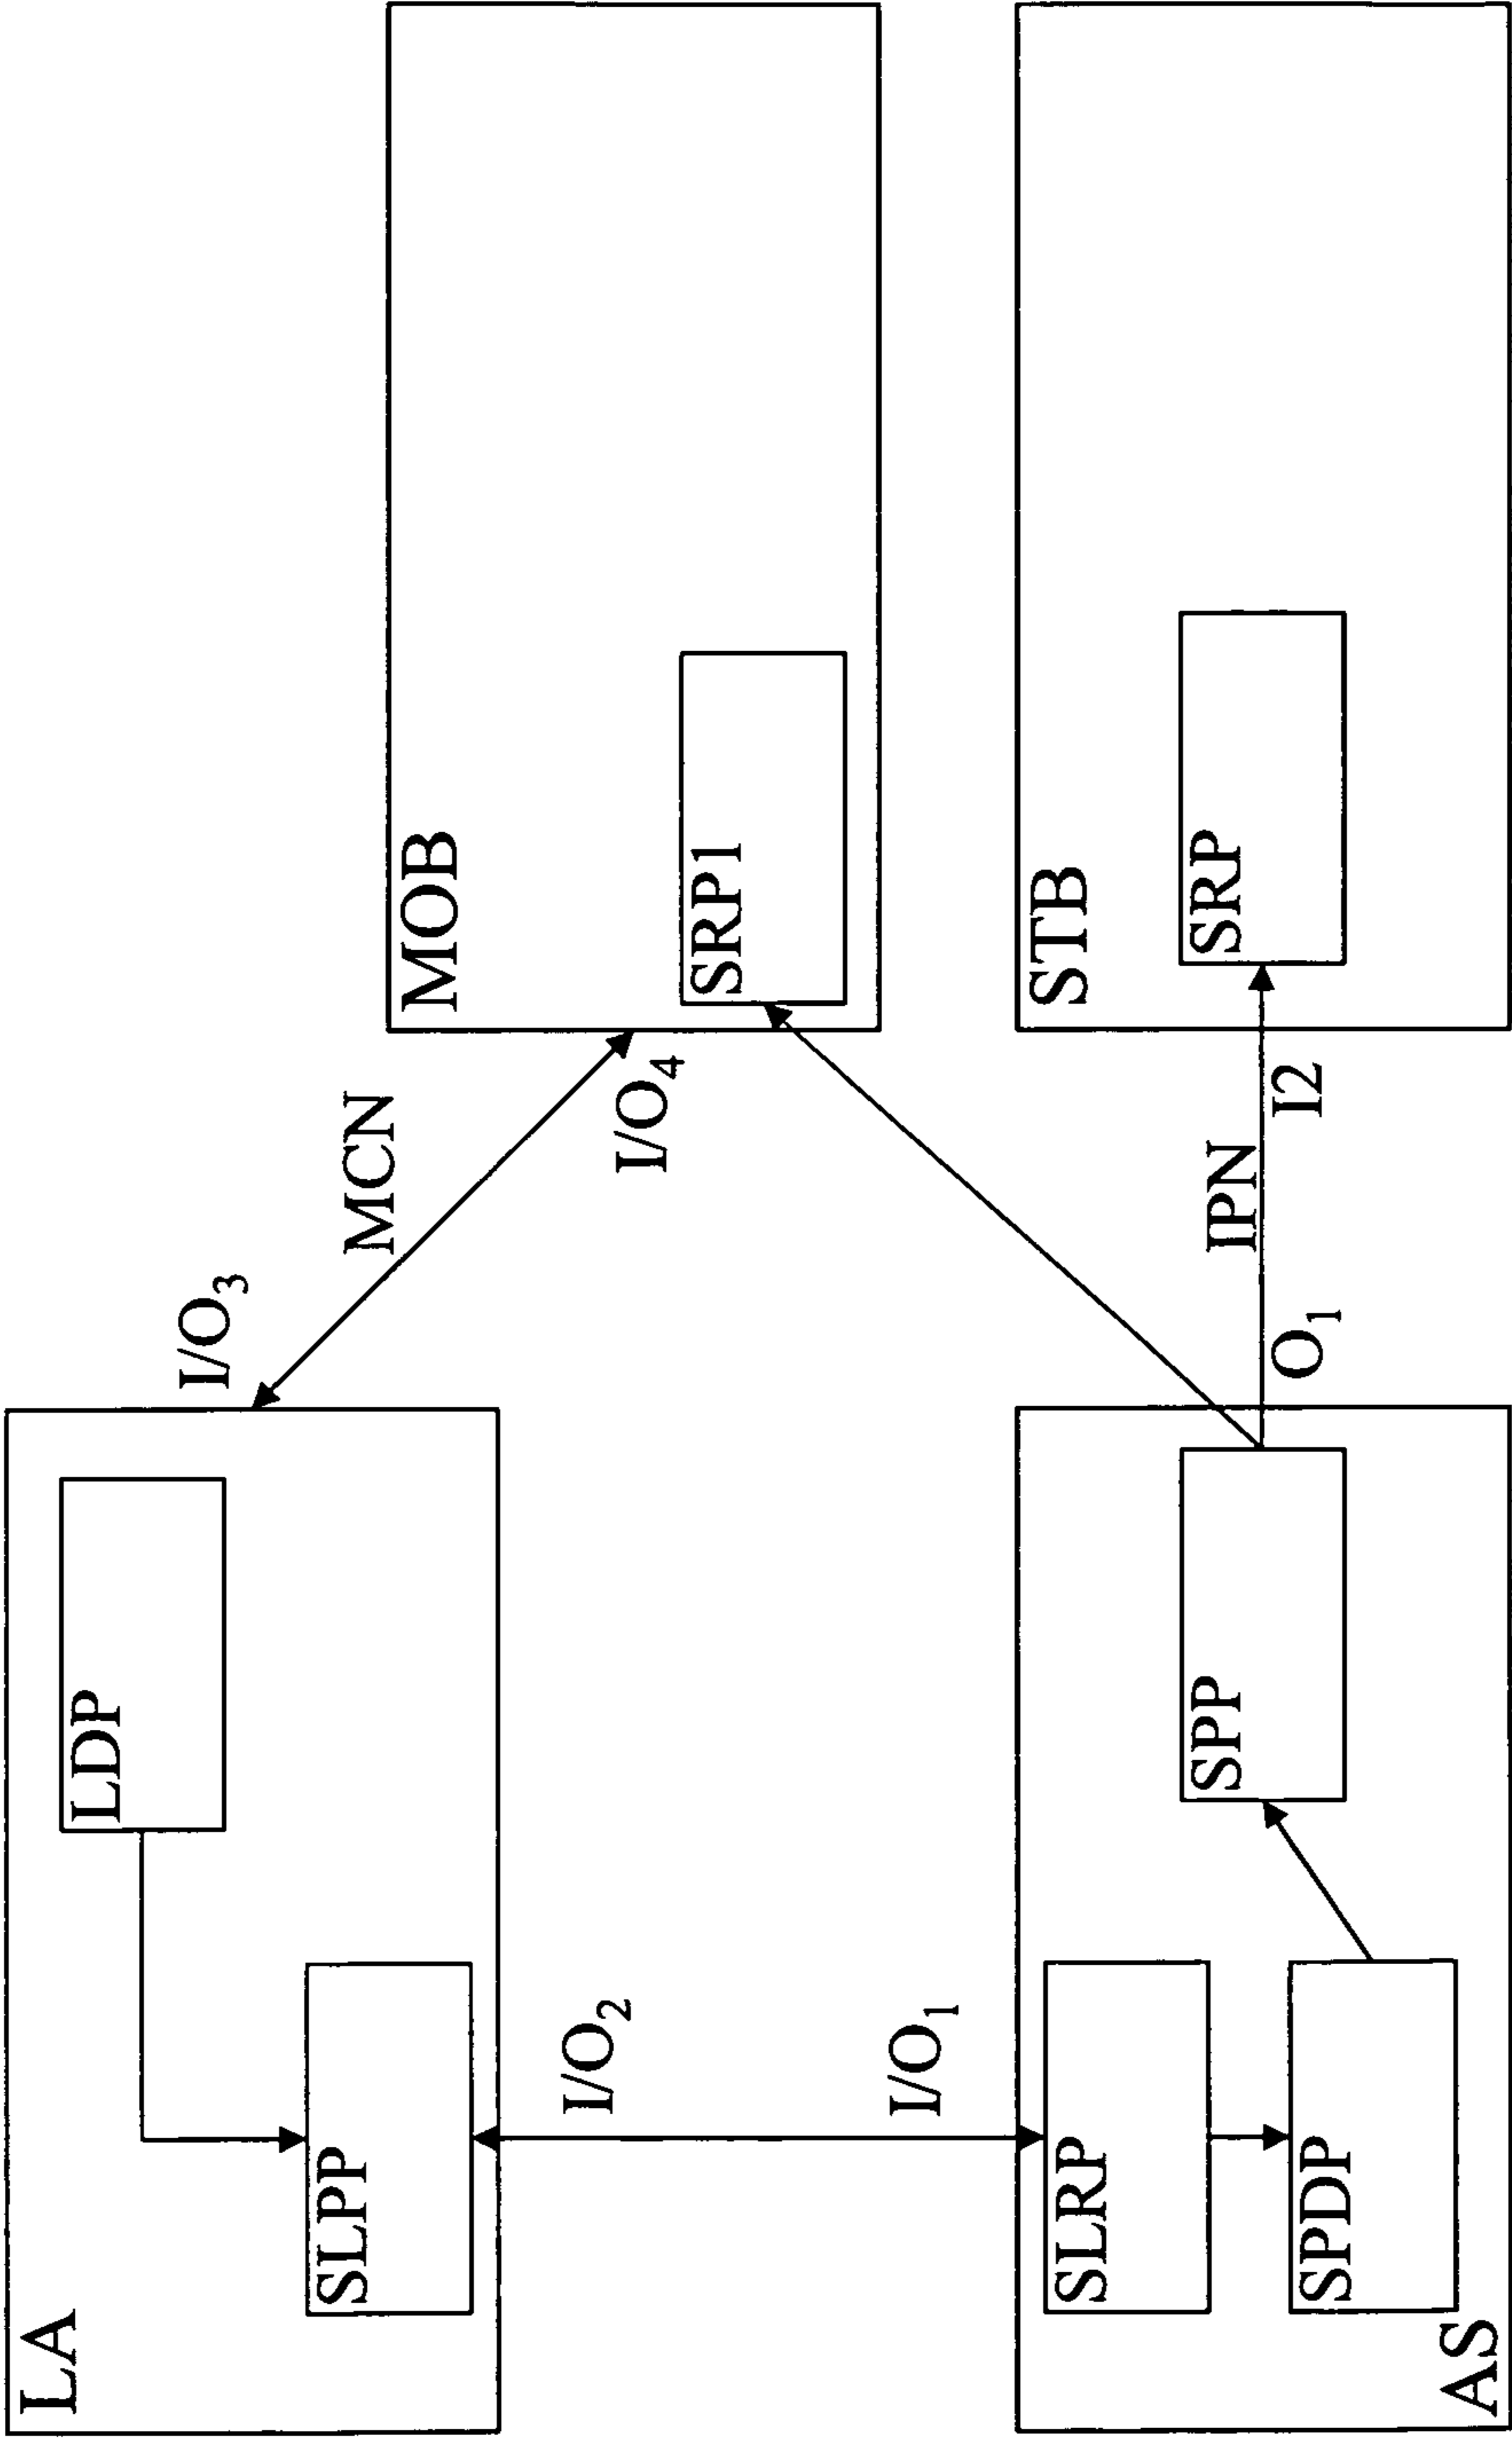 LA
LDP
SLPP
I/O3
MCN
I/O4
MOB
SRP1
I/O2
I/O1
SLRP
SPDP
SPP
AS
O1
IPN
I2
STB
SRP